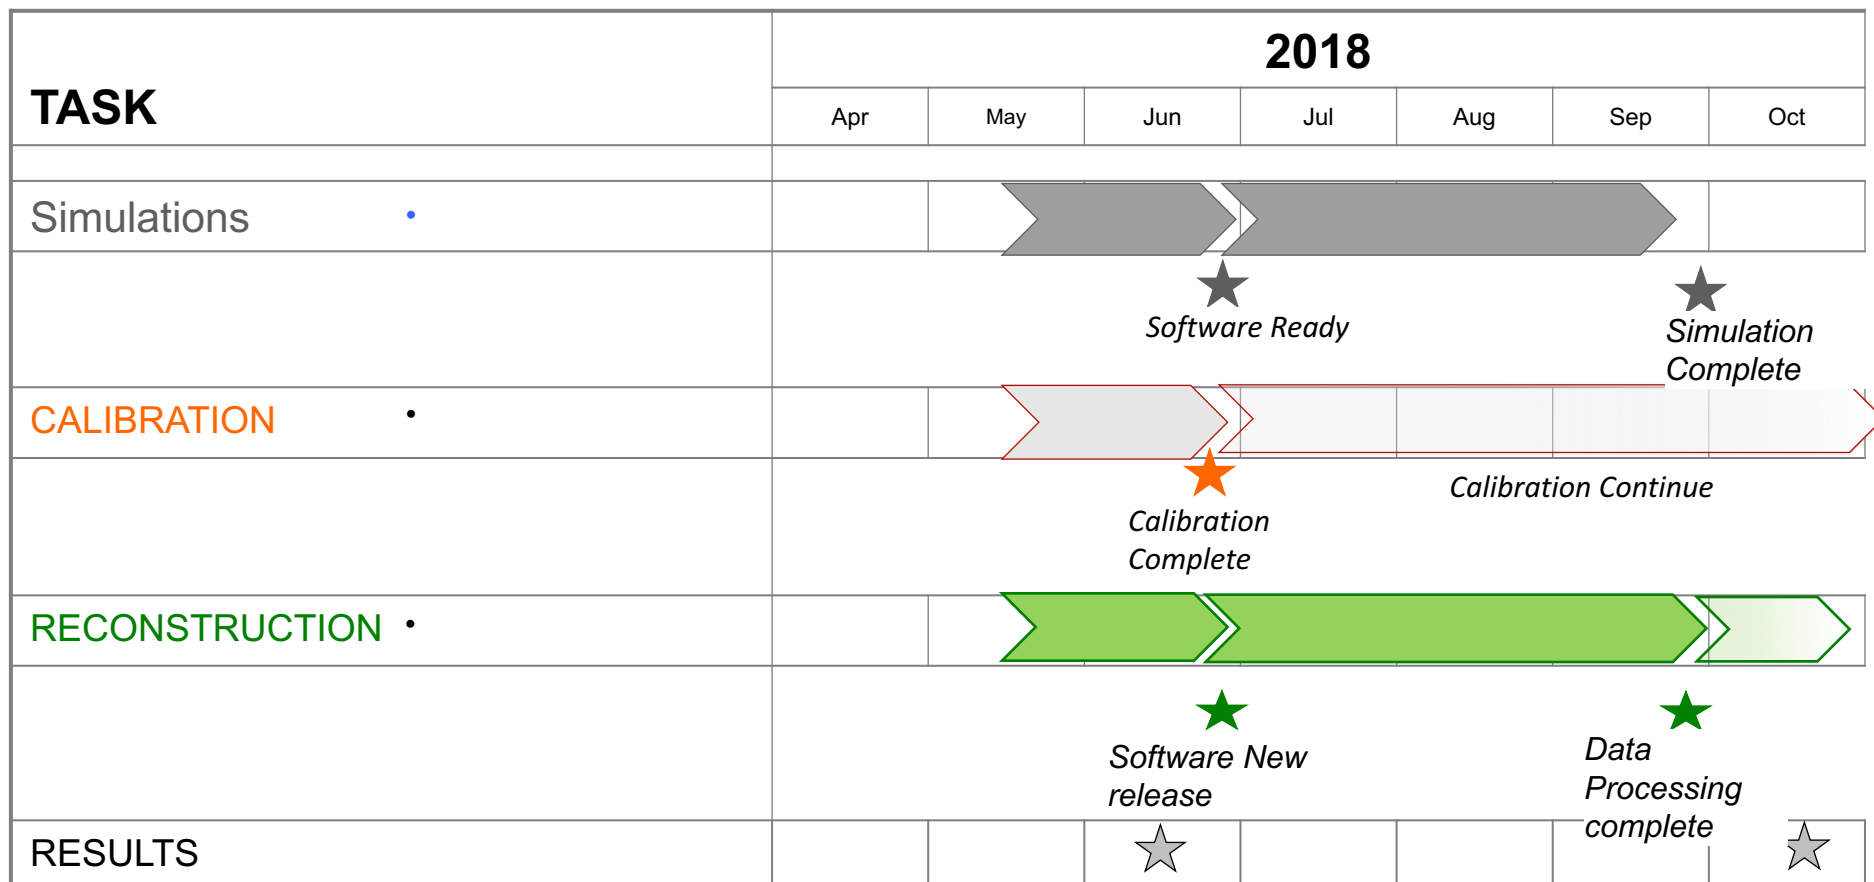 2018
TASK
Apr May Jun Jul Aug Sep Oct
Simulations •
Software Ready
Simulation
Complete
CALIBRATION •
Calibration Continue
Calibration
Complete
RECONSTRUCTION •
Software New
release
Data
Processing
complete
RESULTS